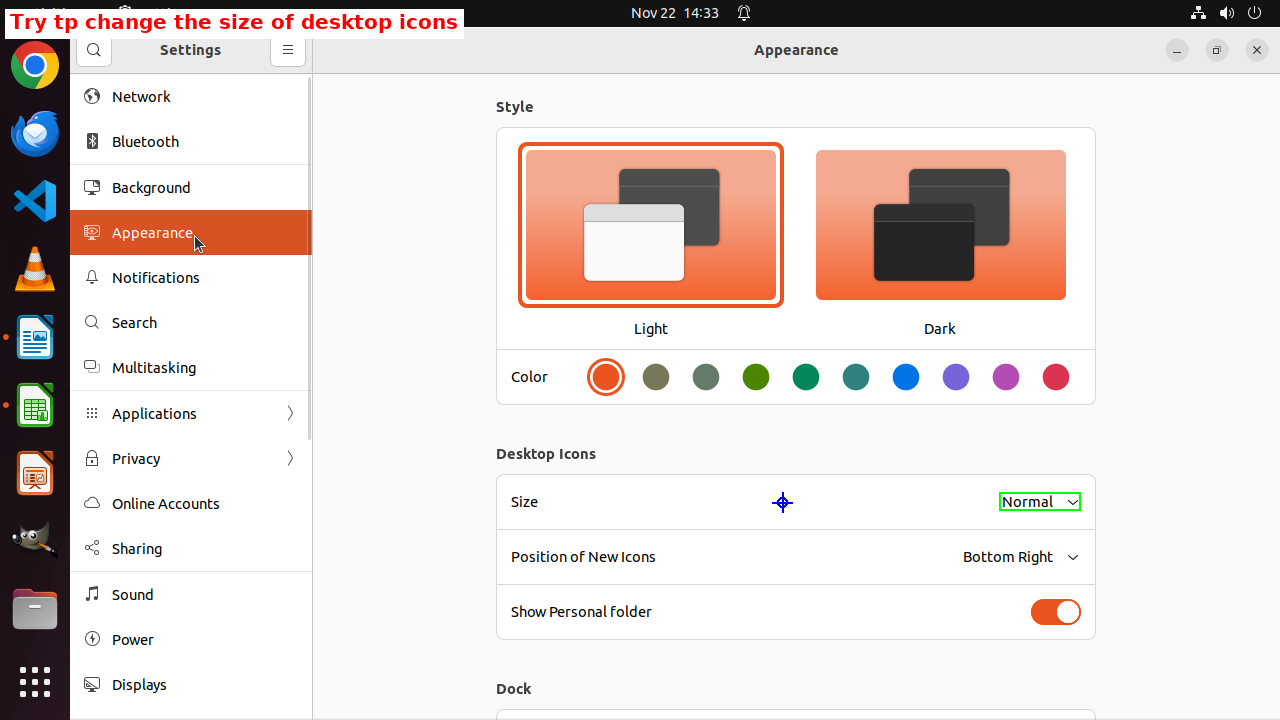 Try tp change the size of desktop icons
Nov 22 14:33
Settings
Appearance
Network
Bluetooth
Background
Appearance
Notifications
Search
Multitasking
Applications
Privacy
Online Accounts
Sharing
Sound
Power
Displays
Style
Light
Dark
Color
Desktop Icons
Size
Normal
Position of New Icons
Bottom Right
Show Personal folder
Dock